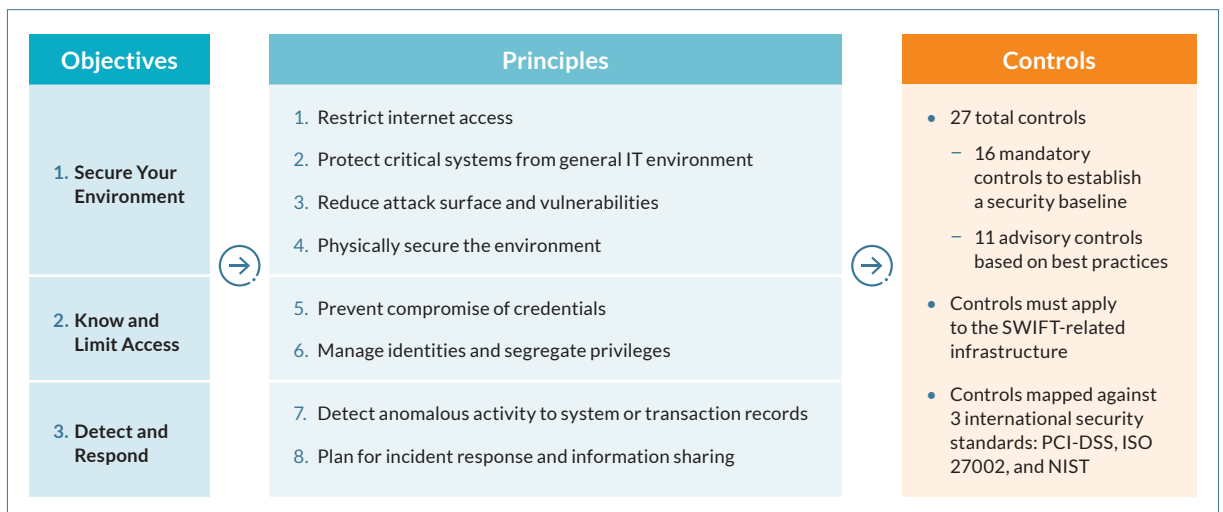 Objectives
Principles
Controls
1. Secure Your
Environment
1. Restrict internet access
2. Protect critical systems from general IT environment
3. Reduce attack surface and vulnerabilities
4. Physically secure the environment
2. Know and
Limit Access
5. Prevent compromise of credentials
6. Manage identities and segregate privileges
3. Detect and
Respond
7. Detect anomalous activity to system or transaction records
8. Plan for incident response and information sharing
• 27 total controls
– 16 mandatory
controls to establish
a security baseline
– 11 advisory controls
based on best practices
• Controls must apply
to the SWIFT-related
infrastructure
• Controls mapped against
3 international security
standards: PCI-DSS, ISO
27002, and NIST